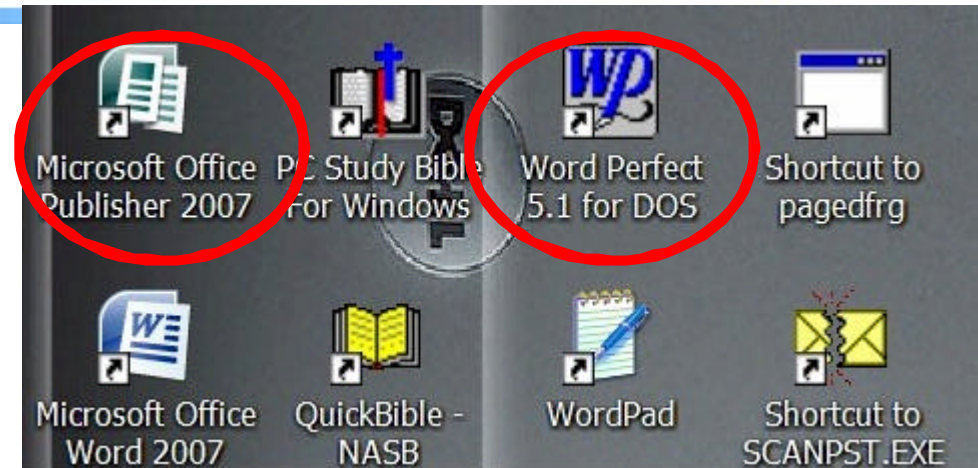 Microsoft Office
Publisher 2007
PC Study Bible
For Windows
WP
Word Perfect
5.1 for DOS
Shortcut to
pagedfrg
W
Microsoft Office
Word 2007
QuickBible -
NASB
WordPad
Shortcut to
SCANPST.EXE